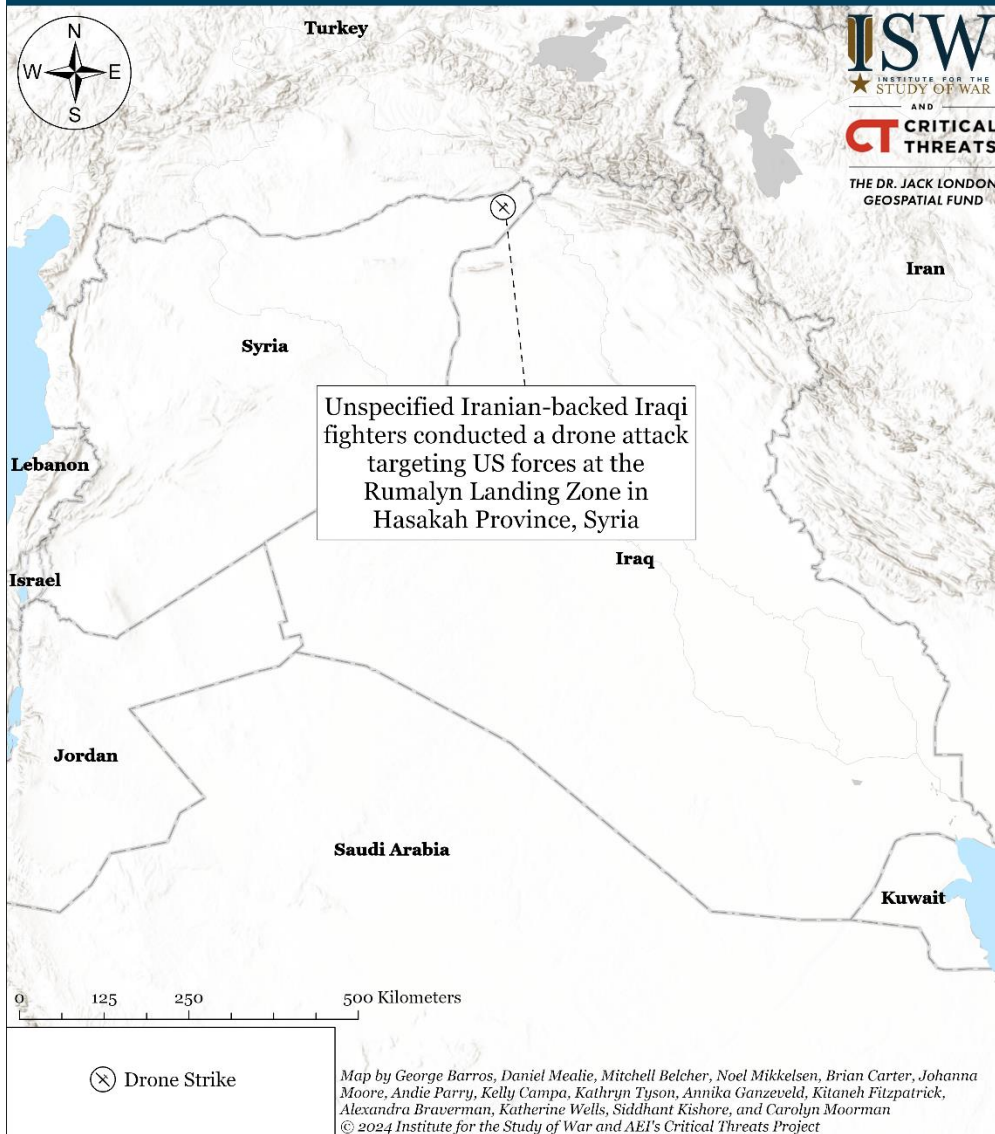 N
W E
S
Turkey
ISW
INSTITUTE FOR THE
STUDY OF WAR
AND
CT CRITICAL
THREATS
THE DR. JACK LONDON
GEOSPATIAL FUND
Iran
Syria
Unspecified Iranian-backed Iraqi
fighters conducted a drone attack
targeting US forces at the
Rumalyn Landing Zone in
Hasakah Province, Syria
Lebanon
Iraq
Israel
Jordan
Saudi Arabia
Kuwait
0 125 250 500 Kilometers
Drone Strike
Map by George Barros, Daniel Mealie, Mitchell Belcher, Noel Mikkelsen, Brian Carter, Johanna
Moore, Andie Parry, Kelly Campa, Kathryn Tyson, Annika Ganzeveld, Kitaneh Fitzpatrick,
Alexandra Braverman, Katherine Wells, Siddhant Kishore, and Carolyn Moorman
© 2024 Institute for the Study of War and AEI's Critical Threats Project